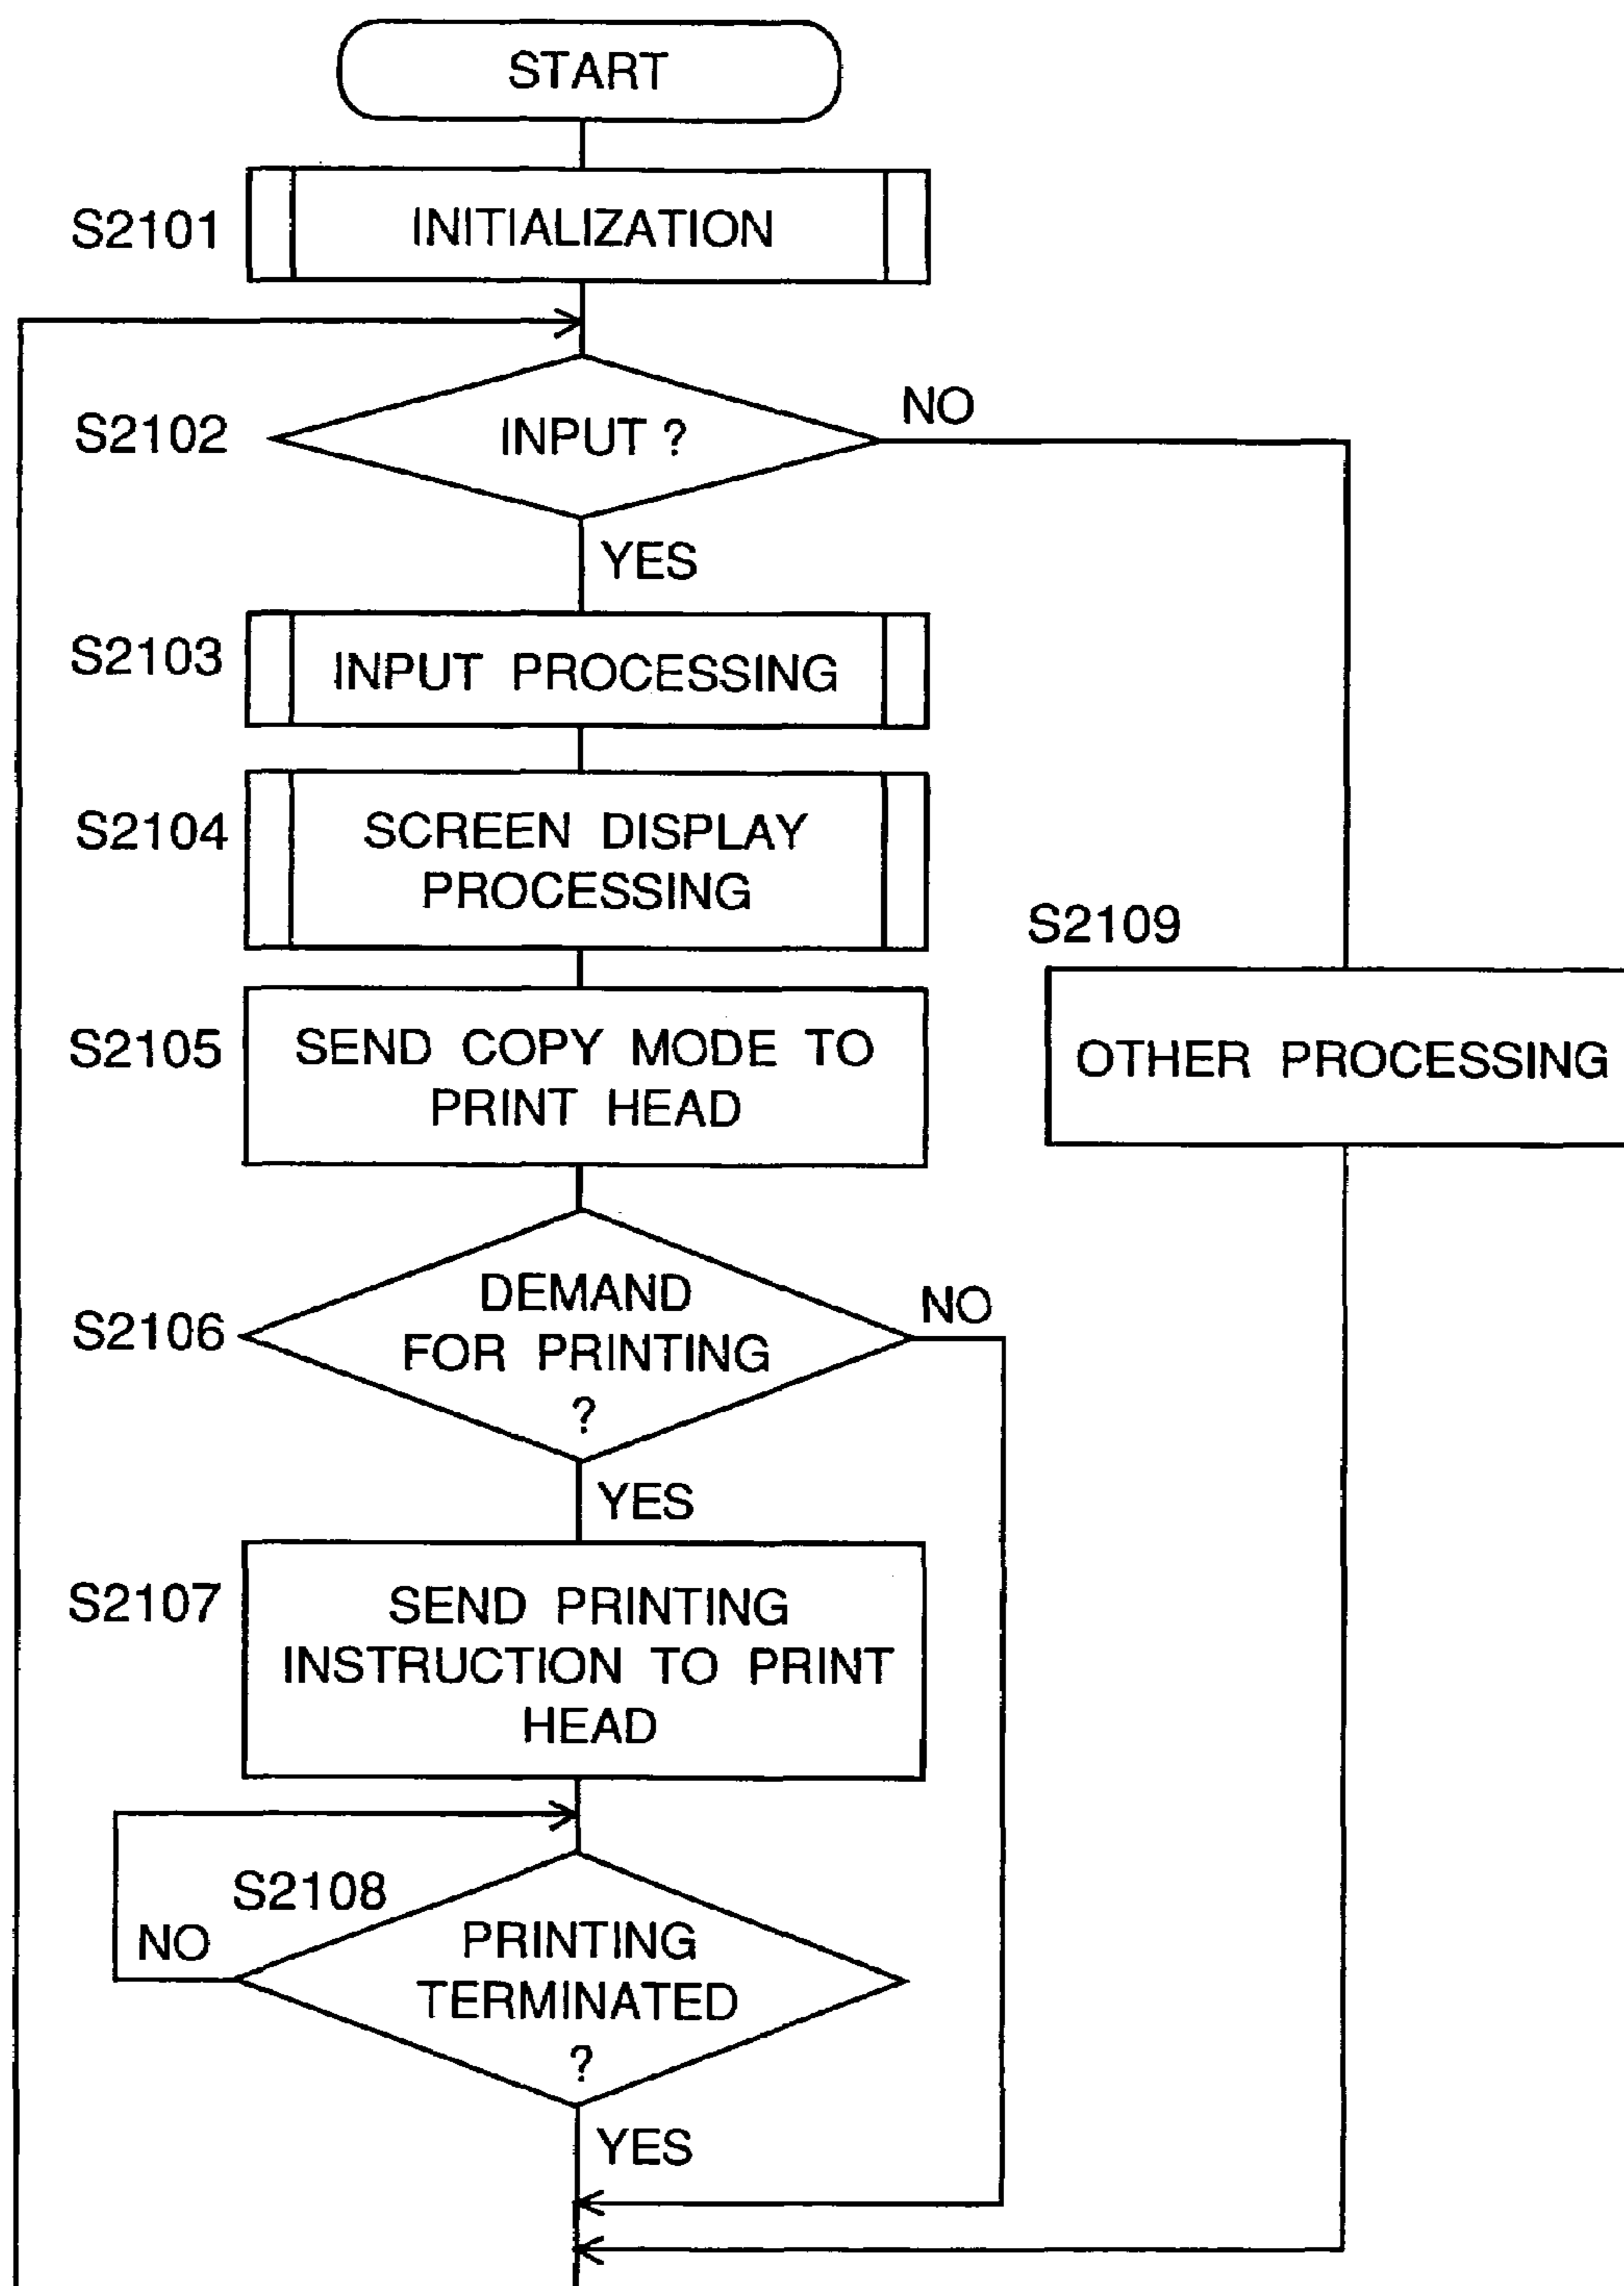 START
S2101
INITIALIZATION
S2102
INPUT ?
NO
YES
S2103
INPUT PROCESSING
S2104
SCREEN DISPLAY
PROCESSING
S2109
OTHER PROCESSING
S2105
SEND COPY MODE TO
PRINT HEAD
S2106
DEMAND
FOR PRINTING
?
NO
YES
S2107
SEND PRINTING
INSTRUCTION TO PRINT
HEAD
S2108
NO
PRINTING
TERMINATED
?
YES